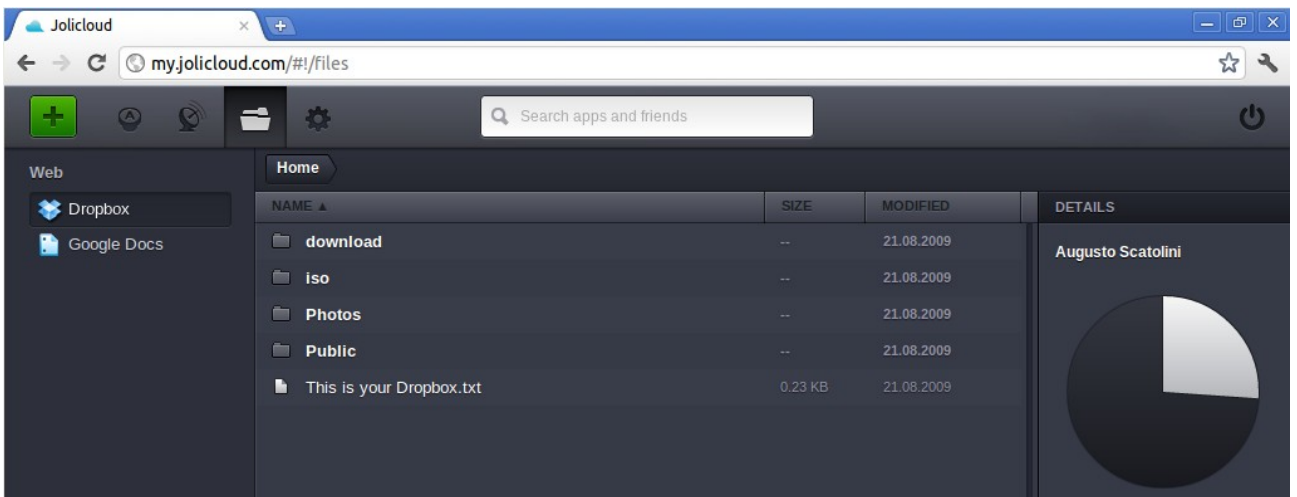 Jolicloud
my.jolicloud.com/#!/files
Search apps and friends
Web
Dropbox
Google Docs
Home
NAME ▲ SIZE MODIFIED
download -- 21.08.2009
iso -- 21.08.2009
Photos -- 21.08.2009
Public -- 21.08.2009
This is your Dropbox.txt 0.23 KB 21.08.2009
DETAILS
Augusto Scatolini